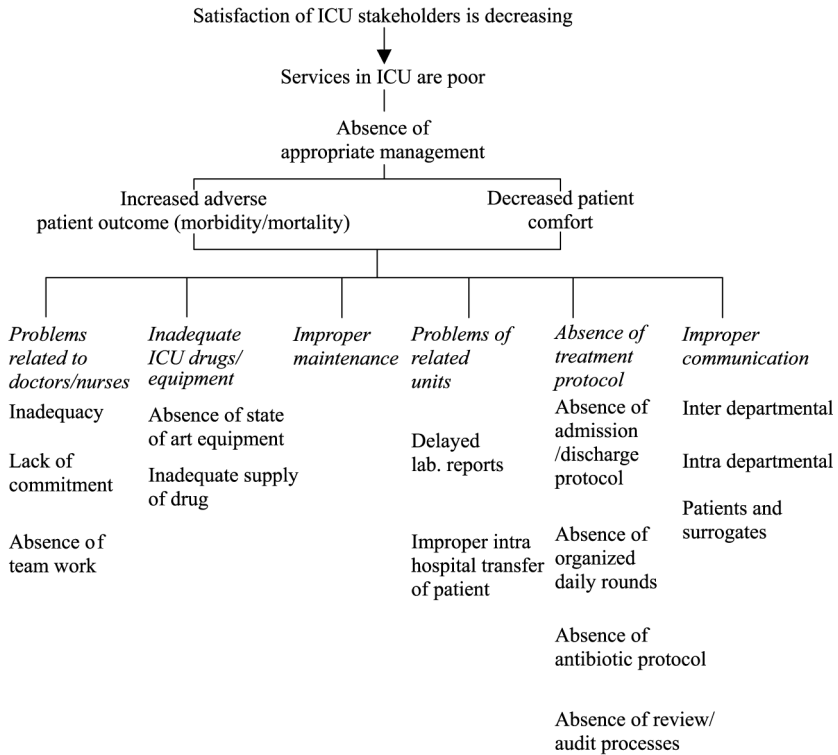 Satisfaction of ICU stakeholders is decreasing
Services in ICU are poor
Absence of
appropriate management
Increased adverse
patient outcome (morbidity/mortality)
Decreased patient
comfort
Problems
related to
doctors/nurses
Inadequacy
Lack of
commitment
Absence of
team work
Inadequate
ICU drugs/
equipment
Absence of state
of art equipment
Inadequate supply
of drug
Improper
maintenance
Problems of
related
units
Delayed
lab. reports
Improper intra
hospital transfer
of patient
Absence of
treatment
protocol
Absence of
admission
/discharge
protocol
Absence of
organized
daily rounds
Absence of
antibiotic protocol
Absence of review/
audit processes
Improper
communication
Inter departmental
Intra departmental
Patients and
surrogates